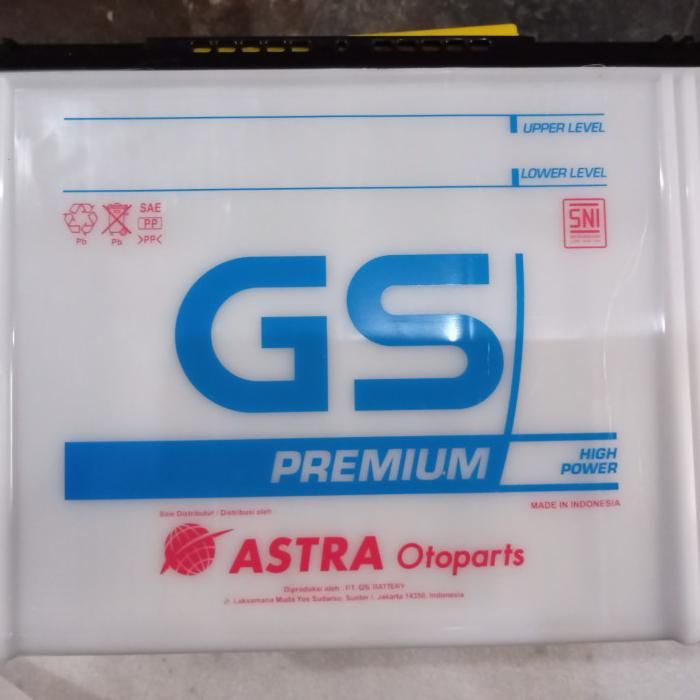 UPPER LEVEL
LOWER LEVEL
Pb
Pb
SAE
PP
>PP<
SNI
GS
PREMIUM
HIGH
POWER
MADE IN INDONESIA
Sole Distributor / Distribusi oleh :
ASTRA Otoparts
Diproduksi oleh : PT. GS BATTERY
Jl. Laksamana Muda Yos Sudarso, Sunter I, Jakarta 14350, Indonesia